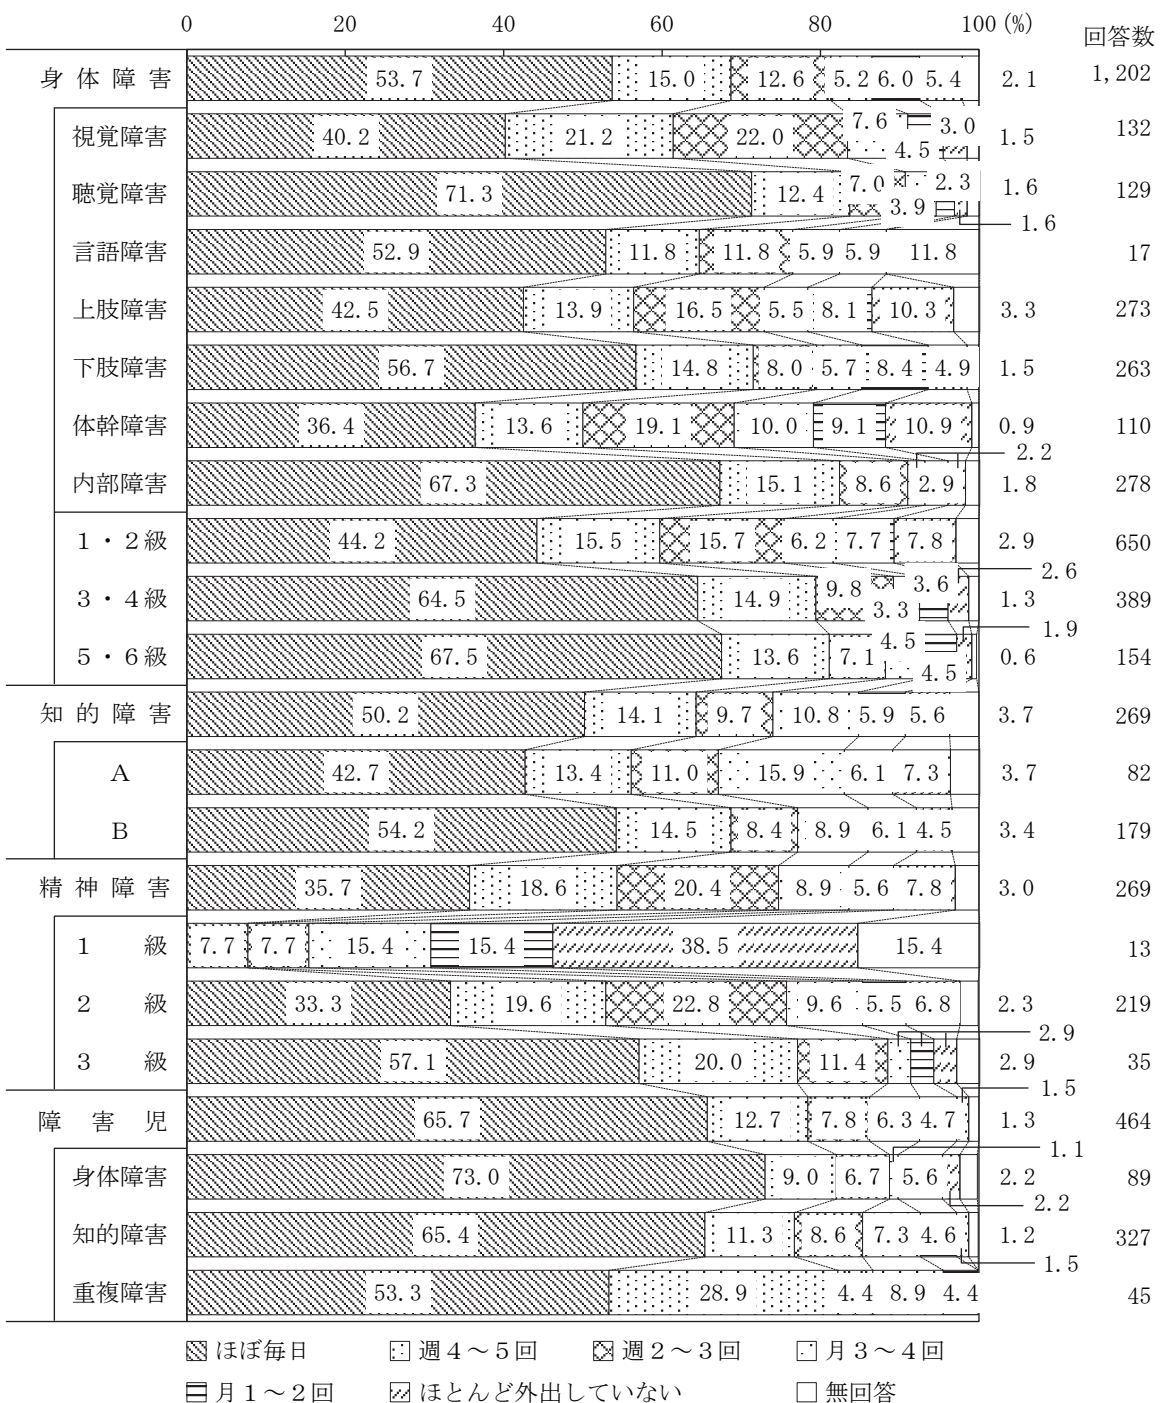 0 20 40 60 80 100 (%)
回答数
身体障害 53.7 15.0 12.6 5.2 6.0 5.4 2.1 1,202
視覚障害 40.2 21.2 22.0 7.6 4.5 3.0 1.5 132
聴覚障害 71.3 12.4 7.0 3.9 2.3 1.6 1.6 129
言語障害 52.9 11.8 11.8 5.9 5.9 11.8 17
上肢障害 42.5 13.9 16.5 5.5 8.1 10.3 3.3 273
下肢障害 56.7 14.8 8.0 5.7 8.4 4.9 1.5 263
体幹障害 36.4 13.6 19.1 10.0 9.1 10.9 0.9 110
内部障害 67.3 15.1 8.6 2.9 2.2 1.8 278
1・2級 44.2 15.5 15.7 6.2 7.7 7.8 2.9 650
3・4級 64.5 14.9 9.8 3.3 3.6 2.6 1.3 389
5・6級 67.5 13.6 7.1 4.5 4.5 1.9 0.6 154
知的障害 50.2 14.1 9.7 10.8 5.9 5.6 3.7 269
A 42.7 13.4 11.0 15.9 6.1 7.3 3.7 82
B 54.2 14.5 8.4 8.9 6.1 4.5 3.4 179
精神障害 35.7 18.6 20.4 8.9 5.6 7.8 3.0 269
1級 7.7 7.7 15.4 15.4 38.5 15.4 13
2級 33.3 19.6 22.8 9.6 5.5 6.8 2.3 219
3級 57.1 20.0 11.4 2.9 2.9 35
障害児 65.7 12.7 7.8 6.3 4.7 1.5 1.3 464
身体障害 73.0 9.0 6.7 1.1 5.6 2.2 2.2 89
知的障害 65.4 11.3 8.6 7.3 4.6 1.5 1.2 327
重複障害 53.3 28.9 4.4 8.9 4.4 45
ほぼ毎日 週4～5回 週2～3回 月3～4回
月1～2回 ほとんど外出していない 無回答